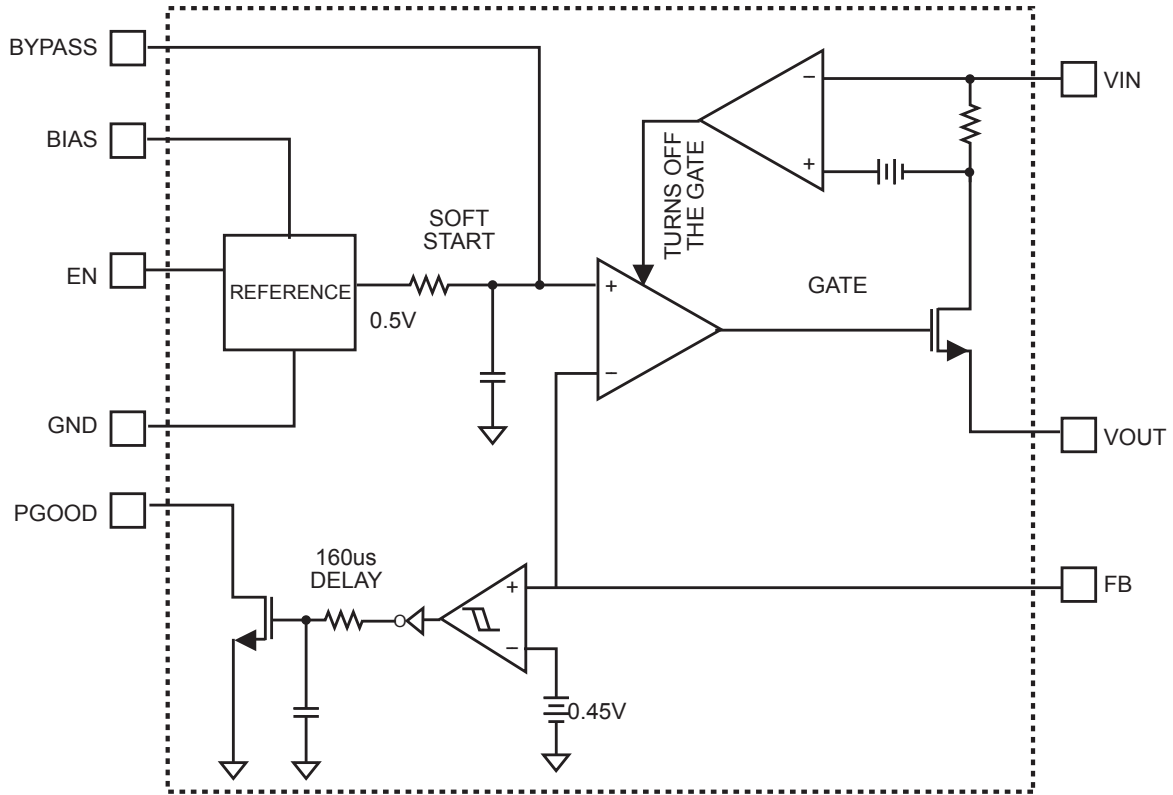 BYPASS
VIN
BIAS
TURNS OFF
THE GATE
SOFT
START
EN
REFERENCE
0.5V
GATE
+
−
−
+
GND
VOUT
PGOOD
160us
DELAY
+
−
FB
0.45V